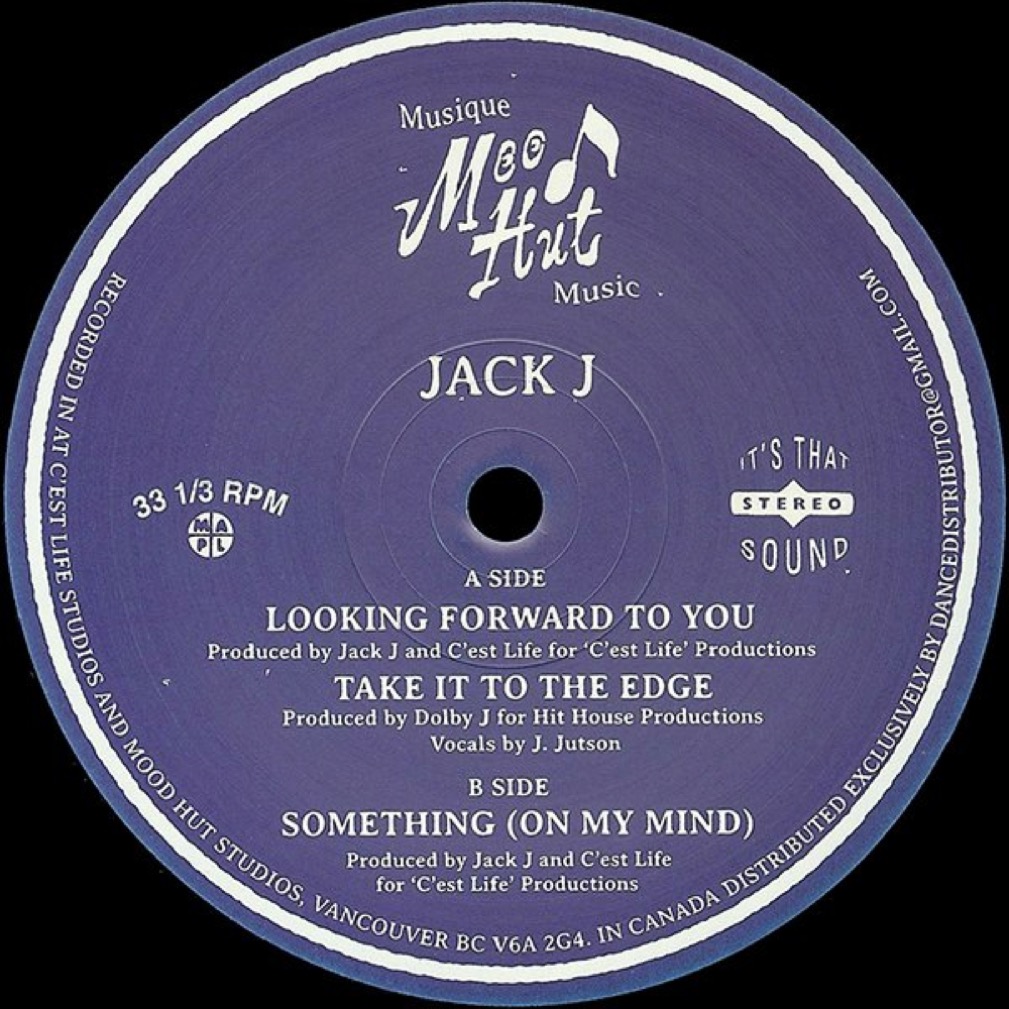 Musique
Mood
Hut
Music
JACK J
33 1/3 RPM
M A
P L
IT'S THAT
STEREO
SOUND
A SIDE
LOOKING FORWARD TO YOU
Produced by Jack J and C'est Life for 'C'est Life' Productions
TAKE IT TO THE EDGE
Produced by Dolby J for Hit House Productions
Vocals by J. Jutson
B SIDE
SOMETHING (ON MY MIND)
Produced by Jack J and C'est Life
for 'C'est Life' Productions
RECORDED IN AT C'EST LIFE STUDIOS AND MOOD HUT STUDIOS, VANCOUVER BC V6A 2G4. IN CANADA DISTRIBUTED EXCLUSIVELY BY DANCEDISTRIBUTOR@GMAIL.COM